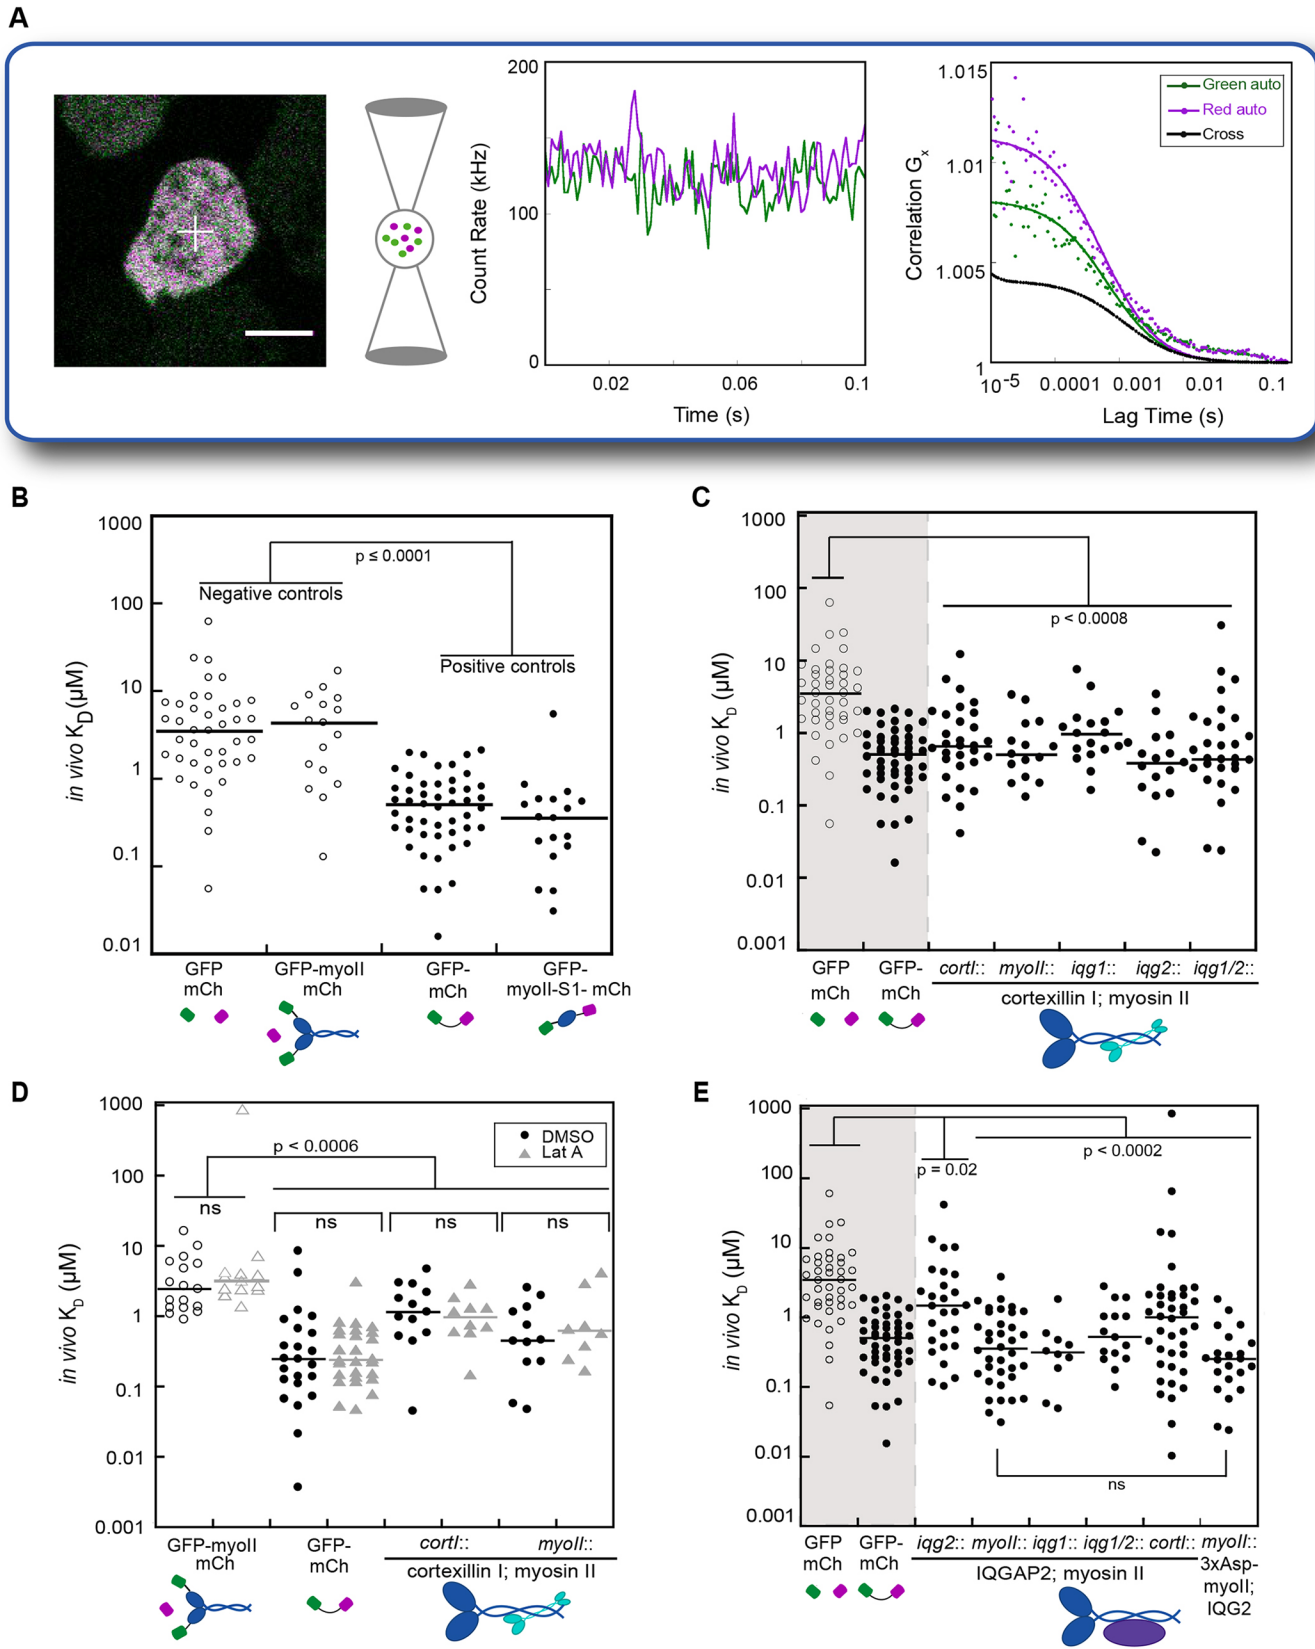 A
200
100
0
Count Rate (kHz)
0.02
0.06
0.1
Time (s)
1.015
1.01
1.005
1
Correlation Gx
Green auto
Red auto
Cross
10-5
0.0001
0.001
0.01
0.1
Lag Time (s)
B
1000
100
10
1
0.1
0.01
in vivo KD (µM)
p ≤ 0.0001
Negative controls
Positive controls
GFP
mCh
GFP-myoII
mCh
GFP-
mCh
GFP-
myoII-S1- mCh
C
1000
100
10
1
0.1
0.01
0.001
in vivo KD (µM)
p < 0.0008
GFP
mCh
GFP-
mCh
cortI::
myoII::
iqg1::
iqg2::
iqg1/2::
cortexillin I; myosin II
D
1000
100
10
1
0.1
0.01
0.001
in vivo KD (µM)
p < 0.0006
DMSO
Lat A
ns
ns
ns
ns
GFP-myoII
mCh
GFP-
mCh
cortI::
myoII::
cortexillin I; myosin II
E
1000
100
10
1
0.1
0.01
0.001
in vivo KD (µM)
p = 0.02
p < 0.0002
ns
GFP
mCh
GFP-
mCh
iqg2::
myoII::
iqg1::
iqg1/2::
cortI::
IQGAP2; myosin II
myoII::
3xAsp-
myoII;
IQG2